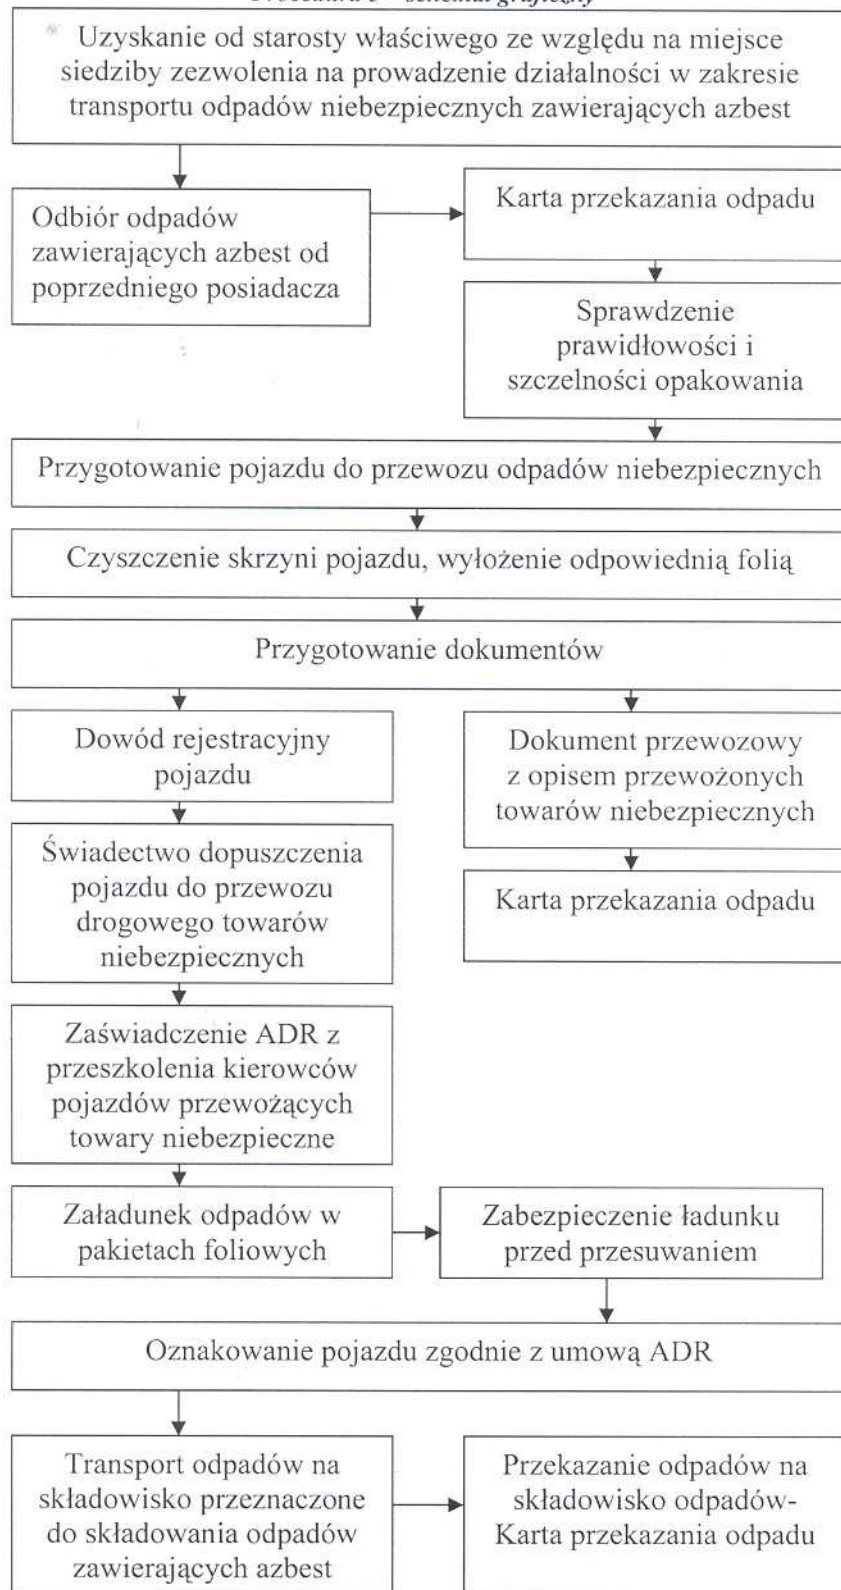 schemat graficzny
Uzyskanie od starosty właściwego ze względu na miejsce
siedziby zezwolenia na prowadzenie działalności w zakresie
transportu odpadów niebezpiecznych zawierających azbest
Odbiór odpadów
zawierających azbest od
poprzedniego posiadacza
Karta przekazania odpadu
Sprawdzenie
prawidłowości i
szczelności opakowania
Przygotowanie pojazdu do przewozu odpadów niebezpiecznych
Czyszczenie skrzyni pojazdu, wyłożenie odpowiednią folią
Przygotowanie dokumentów
Dowód rejestracyjny
pojazdu
Świadectwo dopuszczenia
pojazdu do przewozu
drogowego towarów
niebezpiecznych
Zaświadczenie ADR z
przeszkolenia kierowców
pojazdów przewożących
towary niebezpieczne
Dokument przewozowy
z opisem przewożonych
towarów niebezpiecznych
Karta przekazania odpadu
Załadunek odpadów w
pakietach foliowych
Zabezpieczenie ładunku
przed przesuwaniem
Oznakowanie pojazdu zgodnie z umową ADR
Transport odpadów na
składowisko przeznaczone
do składowania odpadów
zawierających azbest
Przekazanie odpadów na
składowisko odpadów-
Karta przekazania odpadu